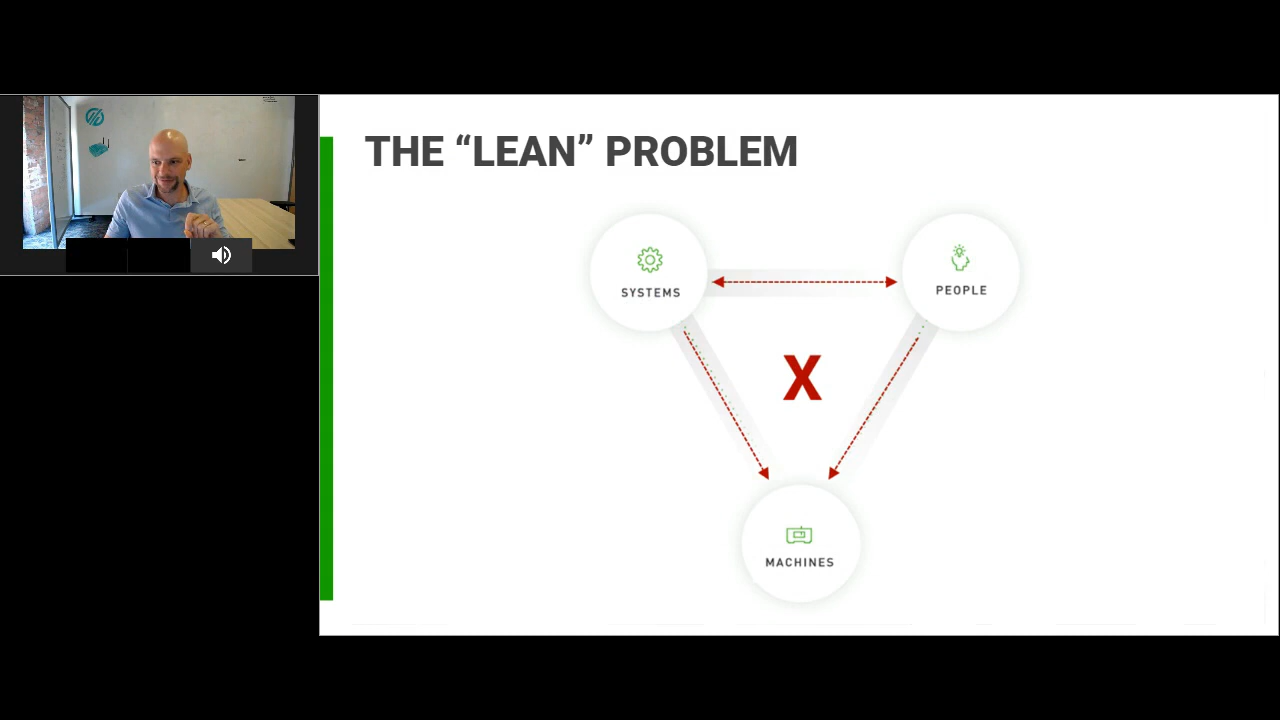 THE “LEAN” PROBLEM
SYSTEMS
PEOPLE
X
MACHINES